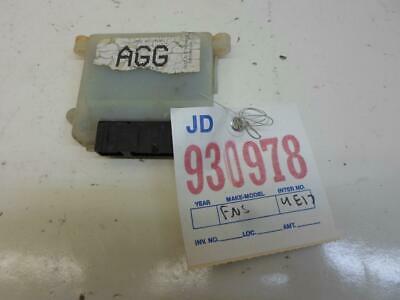 AGG
JD
930978
YEAR MAKE-MODEL INTER NO.
FNS 4E17
INV. NO. LOC. AMT.